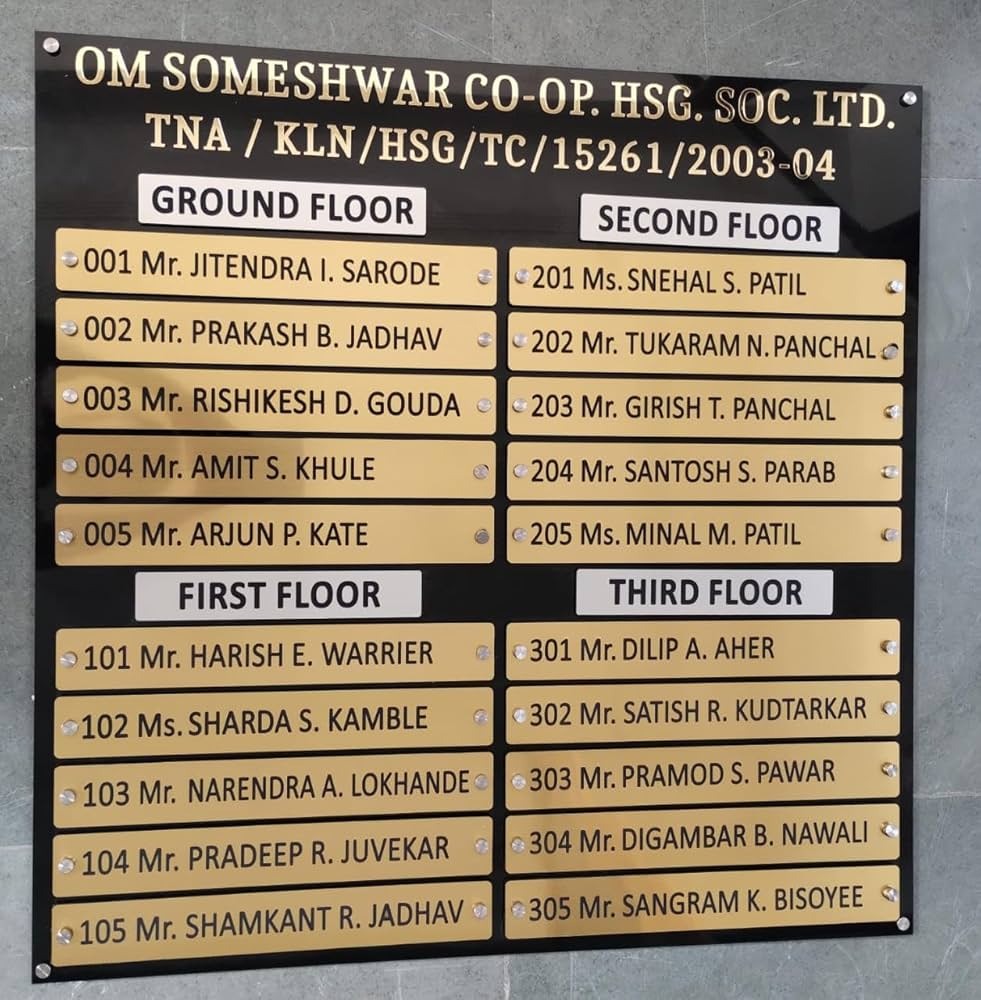 OM SOMESHWAR CO-OP. HSG. SOC. LTD.
TNA / KLN/HSG/TC/15261/2003-04
GROUND FLOOR
001 Mr. JITENDRA I. SARODE
002 Mr. PRAKASH B. JADHAV
003 Mr. RISHIKESH D. GOUDA
004 Mr. AMIT S. KHULE
005 Mr. ARJUN P. KATE
FIRST FLOOR
101 Mr. HARISH E. WARRIER
102 Ms. SHARDA S. KAMBLE
103 Mr. NARENDRA A. LOKHANDE
104 Mr. PRADEEP R. JUVEKAR
105 Mr. SHAMKANT R. JADHAV
SECOND FLOOR
201 Ms. SNEHAL S. PATIL
202 Mr. TUKARAM N. PANCHAL
203 Mr. GIRISH T. PANCHAL
204 Mr. SANTOSH S. PARAB
205 Ms. MINAL M. PATIL
THIRD FLOOR
301 Mr. DILIP A. AHER
302 Mr. SATISH R. KUDTARKAR
303 Mr. PRAMOD S. PAWAR
304 Mr. DIGAMBAR B. NAWALI
305 Mr. SANGRAM K. BISOYEE